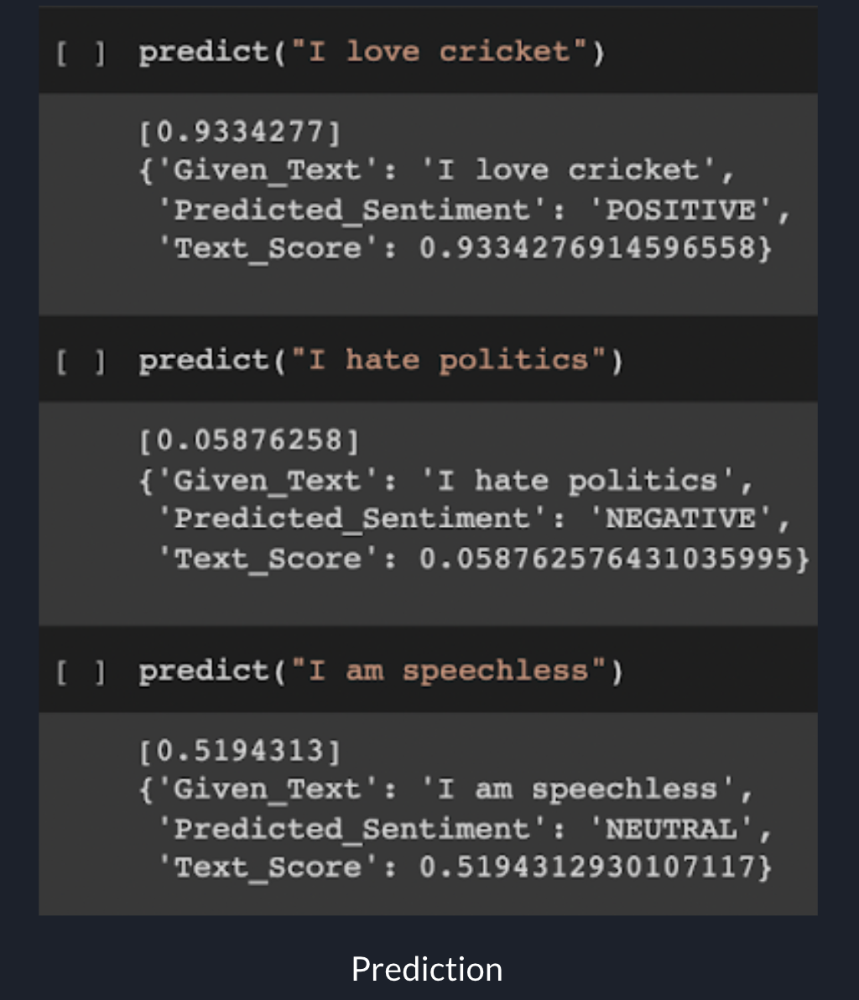 [ ] predict("I love cricket")
[0.9334277]
{'Given_Text': 'I love cricket',
'Predicted_Sentiment': 'POSITIVE',
'Text_Score': 0.9334276914596558}
[ ] predict("I hate politics")
[0.05876258]
{'Given_Text': 'I hate politics',
'Predicted_Sentiment': 'NEGATIVE',
'Text_Score': 0.058762576431035995}
[ ] predict("I am speechless")
[0.5194313]
{'Given_Text': 'I am speechless',
'Predicted_Sentiment': 'NEUTRAL',
'Text_Score': 0.5194312930107117}
Prediction